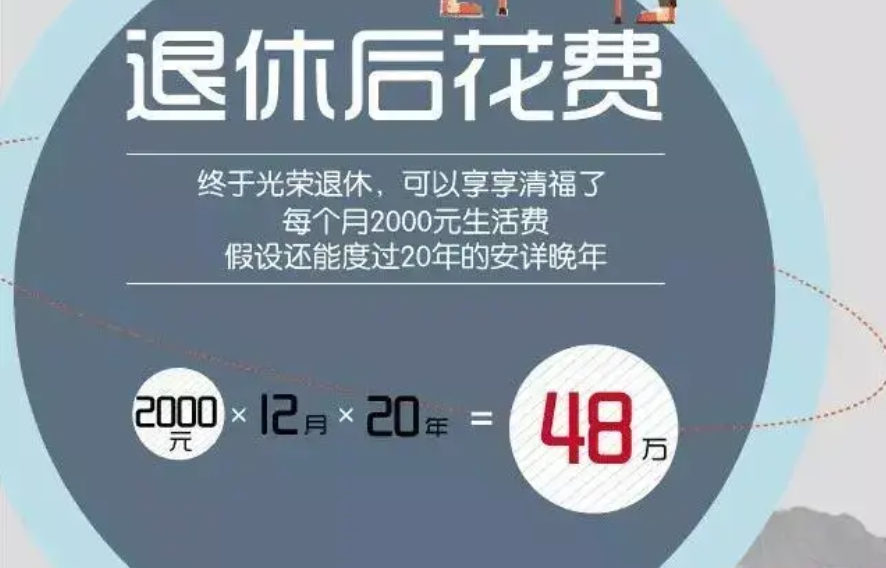 退休后花费
终于光荣退休，可以享享清福了
每个月2000元生活费
假设还能度过20年的安详晚年
2000元×12月×20年=48万